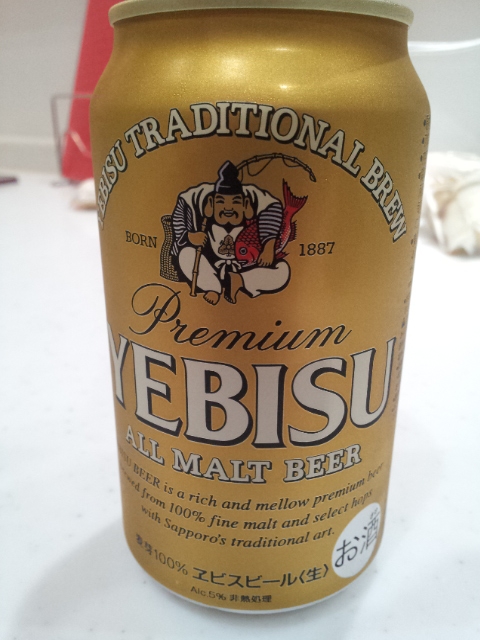 YEBISU TRADITIONAL BREW
BORN 1887
Premium
YEBISU
ALL MALT BEER
BEER is a rich and mellow premium beer
from 100% fine malt and select hops
with Sapporo's traditional art.
麦芽100% ヱビスビール〈生〉
お酒
Alc.5% 非熱処理